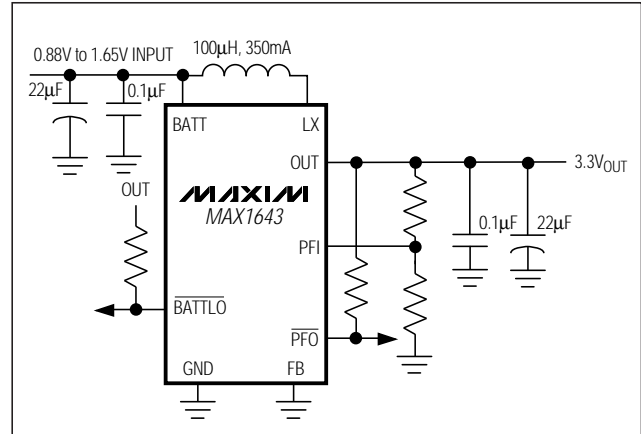 0.88V to 1.65V INPUT
100µH, 350mA
22µF
0.1µF
BATT
LX
OUT
3.3VOUT
OUT
MAXIM
MAX1643
0.1µF
22µF
PFI
BATTLO
PFO
GND
FB